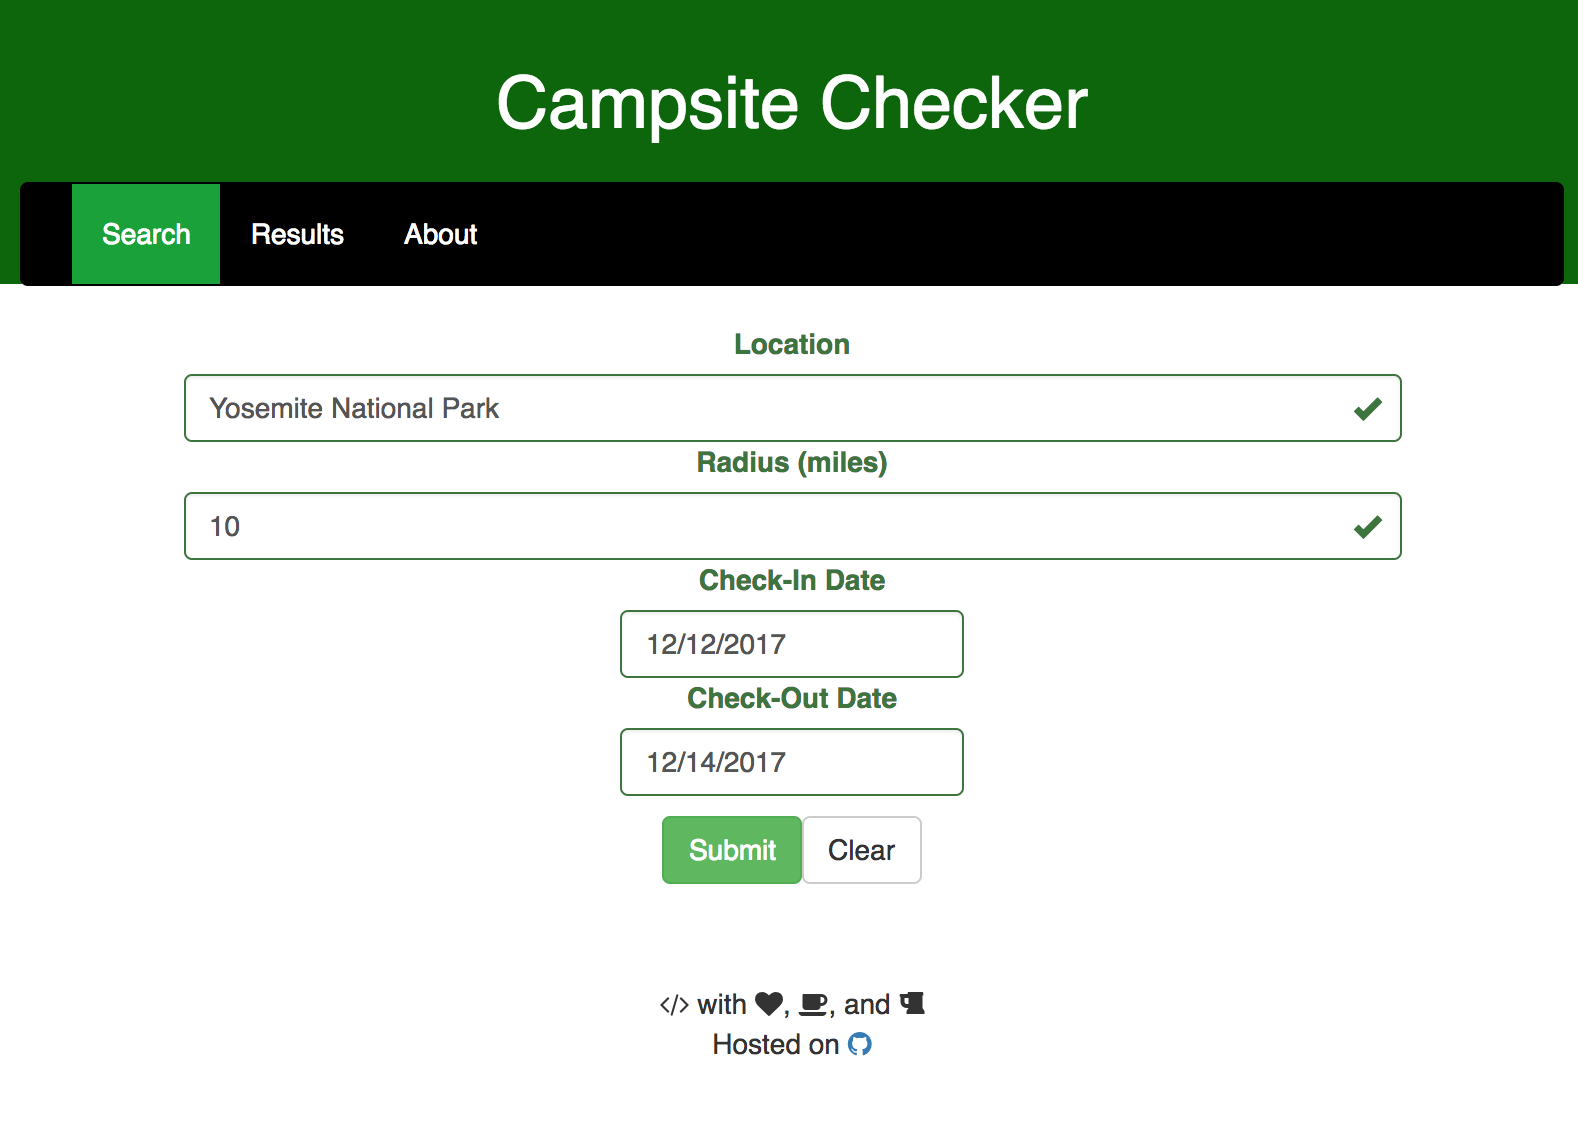 Campsite Checker
Search Results About
Location
Yosemite National Park
Radius (miles)
10
Check-In Date
12/12/2017
Check-Out Date
12/14/2017
Submit Clear
</> with , , and
Hosted on